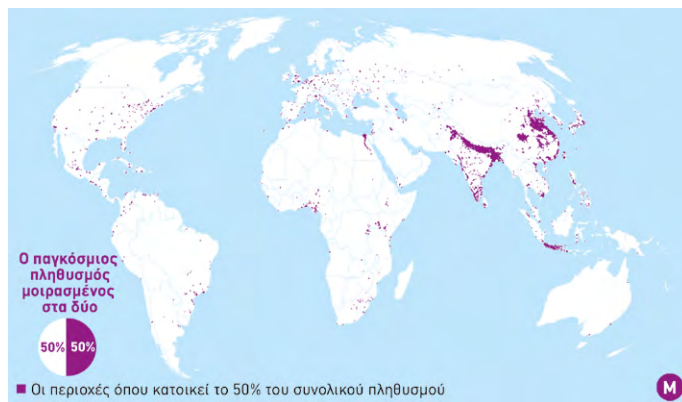 Ο παγκόσμιος
πληθυσμός
μοιρασμένος
στα δύο
50% 50%
Οι περιοχές όπου κατοικεί το 50% του συνολικού πληθυσμού
M